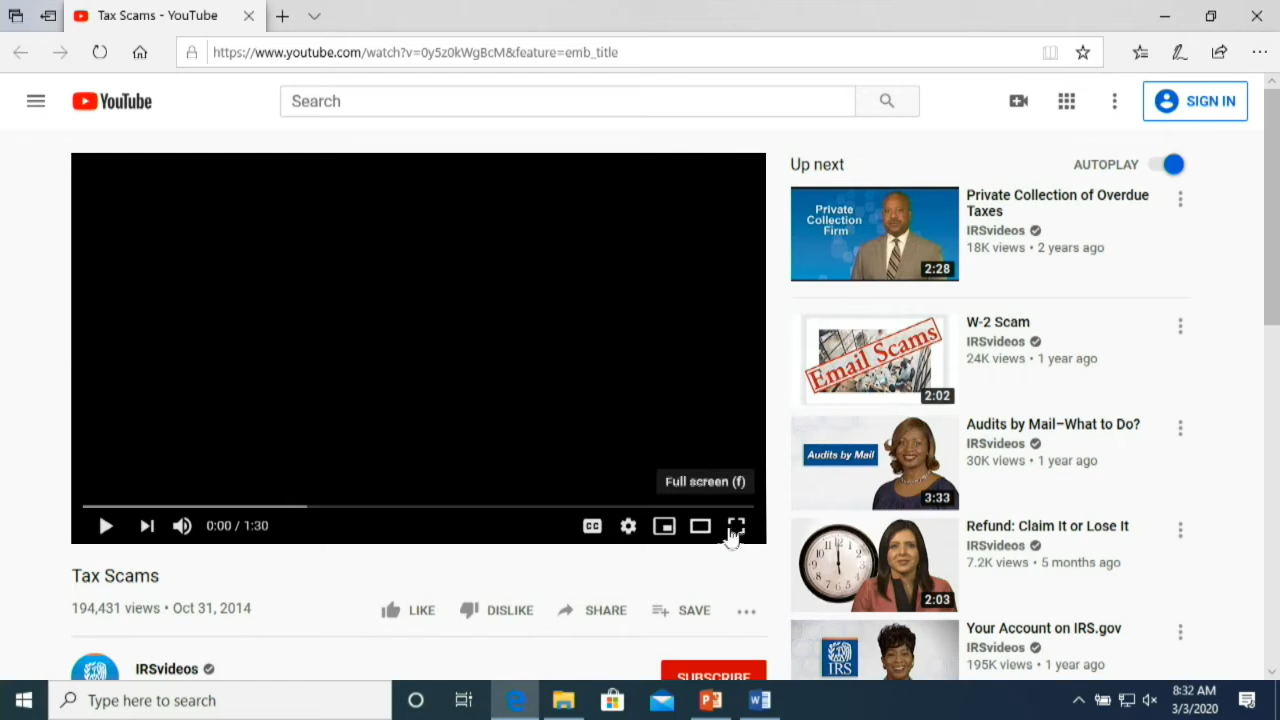 Tax Scams - YouTube
https://www.youtube.com/watch?v=0y5z0kWgBcM&feature=emb_title
YouTube
Search
SIGN IN
Up next
AUTOPLAY
Private
Collection
Firm
2:28
Private Collection of Overdue
Taxes
IRSvideos
18K views • 2 years ago
Email Scams
2:02
W-2 Scam
IRSvideos
24K views • 1 year ago
Audits by Mail
3:33
Audits by Mail–What to Do?
IRSvideos
30K views • 1 year ago
2:03
Refund: Claim It or Lose It
IRSvideos
7.2K views • 5 months ago
IRS
Your Account on IRS.gov
IRSvideos
195K views • 1 year ago
Full screen (f)
0:00 / 1:30
CC
Tax Scams
194,431 views • Oct 31, 2014
LIKE
DISLIKE
SHARE
SAVE
IRSvideos
SUBSCRIBE
Type here to search
8:32 AM
3/3/2020